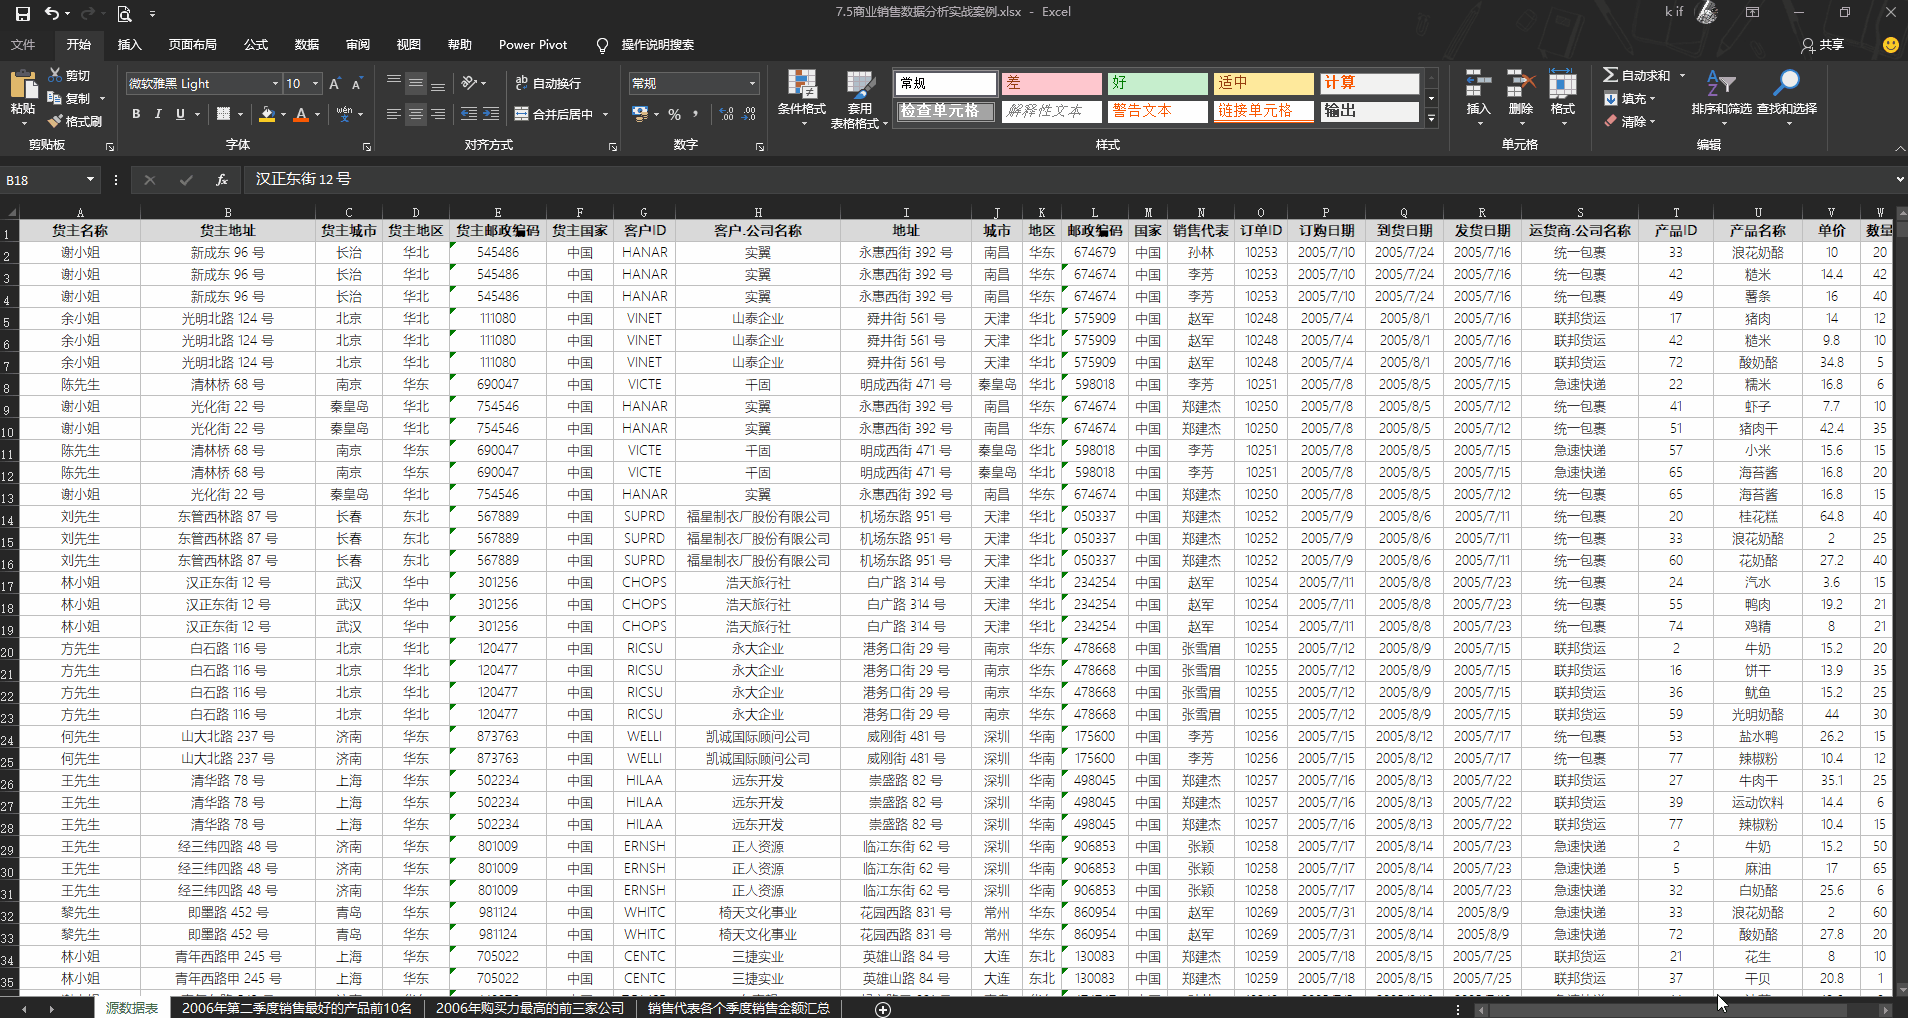 7.5商业销售数据分析实战案例.xlsx - Excel
k if
文件 开始 插入 页面布局 公式 数据 审阅 视图 帮助 Power Pivot 操作说明搜索 共享
粘贴 剪切 复制 格式刷 剪贴板
微软雅黑 Light 10 B I U 字体
自动换行 合并后居中 对齐方式
常规 % 数字
条件格式 套用表格格式
常规 差 好 适中 计算
检查单元格 解释性文本 警告文本 链接单元格 输出
样式
插入 删除 格式 单元格
自动求和 填充 清除 排序和筛选 查找和选择 编辑
B18 fx 汉正东街 12 号
A B C D E F G H I J K L M N O P Q R S T U V W
1 货主名称 货主地址 货主城市 货主地区 货主邮政编码 货主国家 客户ID 客户.公司名称 地址 城市 地区 邮政编码 国家 销售代表 订单ID 订购日期 到货日期 发货日期 运货商.公司名称 产品ID 产品名称 单价 数量
2 谢小姐 新成东 96 号 长治 华北 545486 中国 HANAR 实翼 永惠西街 392 号 南昌 华东 674679 中国 孙林 10253 2005/7/10 2005/7/24 2005/7/16 统一包裹 33 浪花奶酪 10 20
3 谢小姐 新成东 96 号 长治 华北 545486 中国 HANAR 实翼 永惠西街 392 号 南昌 华东 674674 中国 李芳 10253 2005/7/10 2005/7/24 2005/7/16 统一包裹 42 糙米 14.4 42
4 谢小姐 新成东 96 号 长治 华北 545486 中国 HANAR 实翼 永惠西街 392 号 南昌 华东 674674 中国 李芳 10253 2005/7/10 2005/7/24 2005/7/16 统一包裹 49 薯条 16 40
5 余小姐 光明北路 124 号 北京 华北 111080 中国 VINET 山泰企业 舜井街 561 号 天津 华北 575909 中国 赵军 10248 2005/7/4 2005/8/1 2005/7/16 联邦货运 17 猪肉 14 12
6 余小姐 光明北路 124 号 北京 华北 111080 中国 VINET 山泰企业 舜井街 561 号 天津 华北 575909 中国 赵军 10248 2005/7/4 2005/8/1 2005/7/16 联邦货运 42 糙米 9.8 10
7 余小姐 光明北路 124 号 北京 华北 111080 中国 VINET 山泰企业 舜井街 561 号 天津 华北 575909 中国 赵军 10248 2005/7/4 2005/8/1 2005/7/16 联邦货运 72 酸奶酪 34.8 5
8 陈先生 清林桥 68 号 南京 华东 690047 中国 VICTE 千固 明成西街 471 号 秦皇岛 华北 598018 中国 李芳 10251 2005/7/8 2005/8/5 2005/7/15 急速快递 22 糯米 16.8 6
9 谢小姐 光化街 22 号 秦皇岛 华北 754546 中国 HANAR 实翼 永惠西街 392 号 南昌 华东 674674 中国 郑建杰 10250 2005/7/8 2005/8/5 2005/7/12 统一包裹 41 虾子 7.7 10
10 谢小姐 光化街 22 号 秦皇岛 华北 754546 中国 HANAR 实翼 永惠西街 392 号 南昌 华东 674674 中国 郑建杰 10250 2005/7/8 2005/8/5 2005/7/12 统一包裹 51 猪肉干 42.4 35
11 陈先生 清林桥 68 号 南京 华东 690047 中国 VICTE 千固 明成西街 471 号 秦皇岛 华北 598018 中国 李芳 10251 2005/7/8 2005/8/5 2005/7/15 急速快递 57 小米 15.6 15
12 陈先生 清林桥 68 号 南京 华东 690047 中国 VICTE 千固 明成西街 471 号 秦皇岛 华北 598018 中国 李芳 10251 2005/7/8 2005/8/5 2005/7/15 急速快递 65 海苔酱 16.8 20
13 谢小姐 光化街 22 号 秦皇岛 华北 754546 中国 HANAR 实翼 永惠西街 392 号 南昌 华东 674674 中国 郑建杰 10250 2005/7/8 2005/8/5 2005/7/12 统一包裹 65 海苔酱 16.8 15
14 刘先生 东管西林路 87 号 长春 东北 567889 中国 SUPRD 福星制衣厂股份有限公司 机场东路 951 号 天津 华北 050337 中国 郑建杰 10252 2005/7/9 2005/8/6 2005/7/11 统一包裹 20 桂花糕 64.8 40
15 刘先生 东管西林路 87 号 长春 东北 567889 中国 SUPRD 福星制衣厂股份有限公司 机场东路 951 号 天津 华北 050337 中国 郑建杰 10252 2005/7/9 2005/8/6 2005/7/11 统一包裹 33 浪花奶酪 2 25
16 刘先生 东管西林路 87 号 长春 东北 567889 中国 SUPRD 福星制衣厂股份有限公司 机场东路 951 号 天津 华北 050337 中国 郑建杰 10252 2005/7/9 2005/8/6 2005/7/11 统一包裹 60 花奶酪 27.2 40
17 林小姐 汉正东街 12 号 武汉 华中 301256 中国 CHOPS 浩天旅行社 白广路 314 号 天津 华北 234254 中国 赵军 10254 2005/7/11 2005/8/8 2005/7/23 统一包裹 24 汽水 3.6 15
18 林小姐 汉正东街 12 号 武汉 华中 301256 中国 CHOPS 浩天旅行社 白广路 314 号 天津 华北 234254 中国 赵军 10254 2005/7/11 2005/8/8 2005/7/23 统一包裹 55 鸭肉 19.2 21
19 林小姐 汉正东街 12 号 武汉 华中 301256 中国 CHOPS 浩天旅行社 白广路 314 号 天津 华北 234254 中国 赵军 10254 2005/7/11 2005/8/8 2005/7/23 统一包裹 74 鸡精 8 21
20 方先生 白石路 116 号 北京 华北 120477 中国 RICSU 永大企业 港务口街 29 号 南京 华东 478668 中国 张雪眉 10255 2005/7/12 2005/8/9 2005/7/15 联邦货运 2 牛奶 15.2 20
21 方先生 白石路 116 号 北京 华北 120477 中国 RICSU 永大企业 港务口街 29 号 南京 华东 478668 中国 张雪眉 10255 2005/7/12 2005/8/9 2005/7/15 联邦货运 16 饼干 13.9 35
22 方先生 白石路 116 号 北京 华北 120477 中国 RICSU 永大企业 港务口街 29 号 南京 华东 478668 中国 张雪眉 10255 2005/7/12 2005/8/9 2005/7/15 联邦货运 36 鱿鱼 15.2 25
23 方先生 白石路 116 号 北京 华北 120477 中国 RICSU 永大企业 港务口街 29 号 南京 华东 478668 中国 张雪眉 10255 2005/7/12 2005/8/9 2005/7/15 联邦货运 59 光明奶酪 44 30
24 何先生 山大北路 237 号 济南 华东 873763 中国 WELLI 凯诚国际顾问公司 威刚街 481 号 深圳 华南 175600 中国 李芳 10256 2005/7/15 2005/8/12 2005/7/17 统一包裹 53 盐水鸭 26.2 15
25 何先生 山大北路 237 号 济南 华东 873763 中国 WELLI 凯诚国际顾问公司 威刚街 481 号 深圳 华南 175600 中国 李芳 10256 2005/7/15 2005/8/12 2005/7/17 统一包裹 77 辣椒粉 10.4 12
26 王先生 清华路 78 号 上海 华东 502234 中国 HILAA 远东开发 崇盛路 82 号 深圳 华南 498045 中国 郑建杰 10257 2005/7/16 2005/8/13 2005/7/22 联邦货运 27 牛肉干 35.1 25
27 王先生 清华路 78 号 上海 华东 502234 中国 HILAA 远东开发 崇盛路 82 号 深圳 华南 498045 中国 郑建杰 10257 2005/7/16 2005/8/13 2005/7/22 联邦货运 39 运动饮料 14.4 6
28 王先生 清华路 78 号 上海 华东 502234 中国 HILAA 远东开发 崇盛路 82 号 深圳 华南 498045 中国 郑建杰 10257 2005/7/16 2005/8/13 2005/7/22 联邦货运 77 辣椒粉 10.4 15
29 王先生 经三纬四路 48 号 济南 华东 801009 中国 ERNSH 正人资源 临江东街 62 号 深圳 华南 906853 中国 张颖 10258 2005/7/17 2005/8/14 2005/7/23 急速快递 2 牛奶 15.2 50
30 王先生 经三纬四路 48 号 济南 华东 801009 中国 ERNSH 正人资源 临江东街 62 号 深圳 华南 906853 中国 张颖 10258 2005/7/17 2005/8/14 2005/7/23 急速快递 5 麻油 17 65
31 王先生 经三纬四路 48 号 济南 华东 801009 中国 ERNSH 正人资源 临江东街 62 号 深圳 华南 906853 中国 张颖 10258 2005/7/17 2005/8/14 2005/7/23 急速快递 32 白奶酪 25.6 6
32 黎先生 即墨路 452 号 青岛 华东 981124 中国 WHITC 椅天文化事业 花园西路 831 号 常州 华东 860954 中国 赵军 10269 2005/7/31 2005/8/14 2005/8/9 急速快递 33 浪花奶酪 2 60
33 黎先生 即墨路 452 号 青岛 华东 981124 中国 WHITC 椅天文化事业 花园西路 831 号 常州 华东 860954 中国 赵军 10269 2005/7/31 2005/8/14 2005/8/9 急速快递 72 酸奶酪 27.8 20
34 林小姐 青年西路甲 245 号 上海 华东 705022 中国 CENTC 三捷实业 英雄山路 84 号 大连 东北 130083 中国 郑建杰 10259 2005/7/18 2005/8/15 2005/7/25 联邦货运 21 花生 8 10
35 林小姐 青年西路甲 245 号 上海 华东 705022 中国 CENTC 三捷实业 英雄山路 84 号 大连 东北 130083 中国 郑建杰 10259 2005/7/18 2005/8/15 2005/7/25 联邦货运 37 干贝 20.8 1
源数据表 2006年第二季度销售最好的产品前10名 2006年购买力最高的前三家公司 销售代表各个季度销售金额汇总